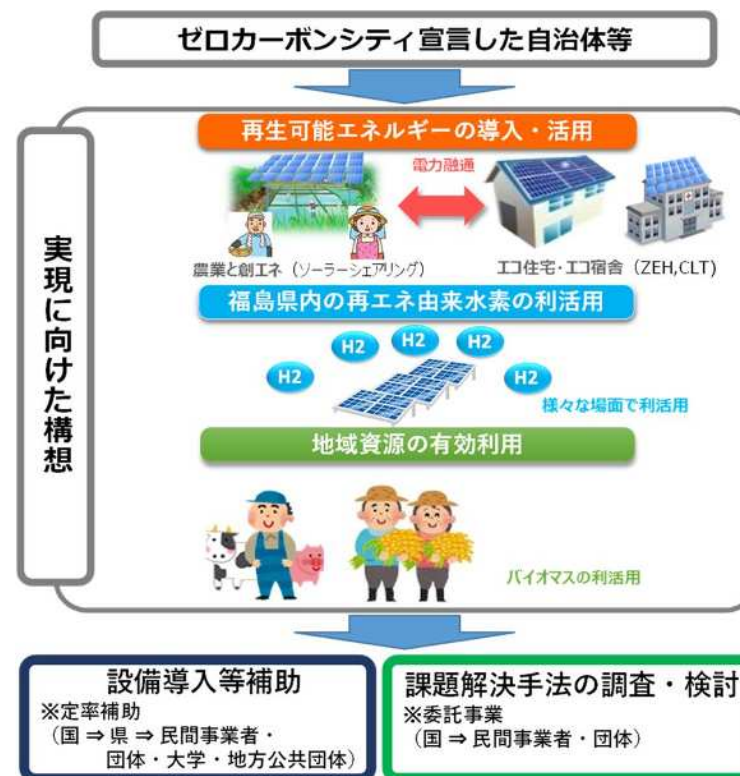 ゼロカーボンシティ宣言した自治体等
実現に向けた構想
再生可能エネルギーの導入・活用
電力融通
農業と創エネ（ソーラーシェアリング）
エコ住宅・エコ宿舎（ZEH,CLT）
福島県内の再エネ由来水素の利活用
H2
H2
H2
H2
H2
様々な場面で利活用
地域資源の有効利用
バイオマスの利活用
設備導入等補助
※定率補助
（国 ⇒ 県 ⇒ 民間事業者・
団体・大学・地方公共団体）
課題解決手法の調査・検討
※委託事業
（国 ⇒ 民間事業者・団体）